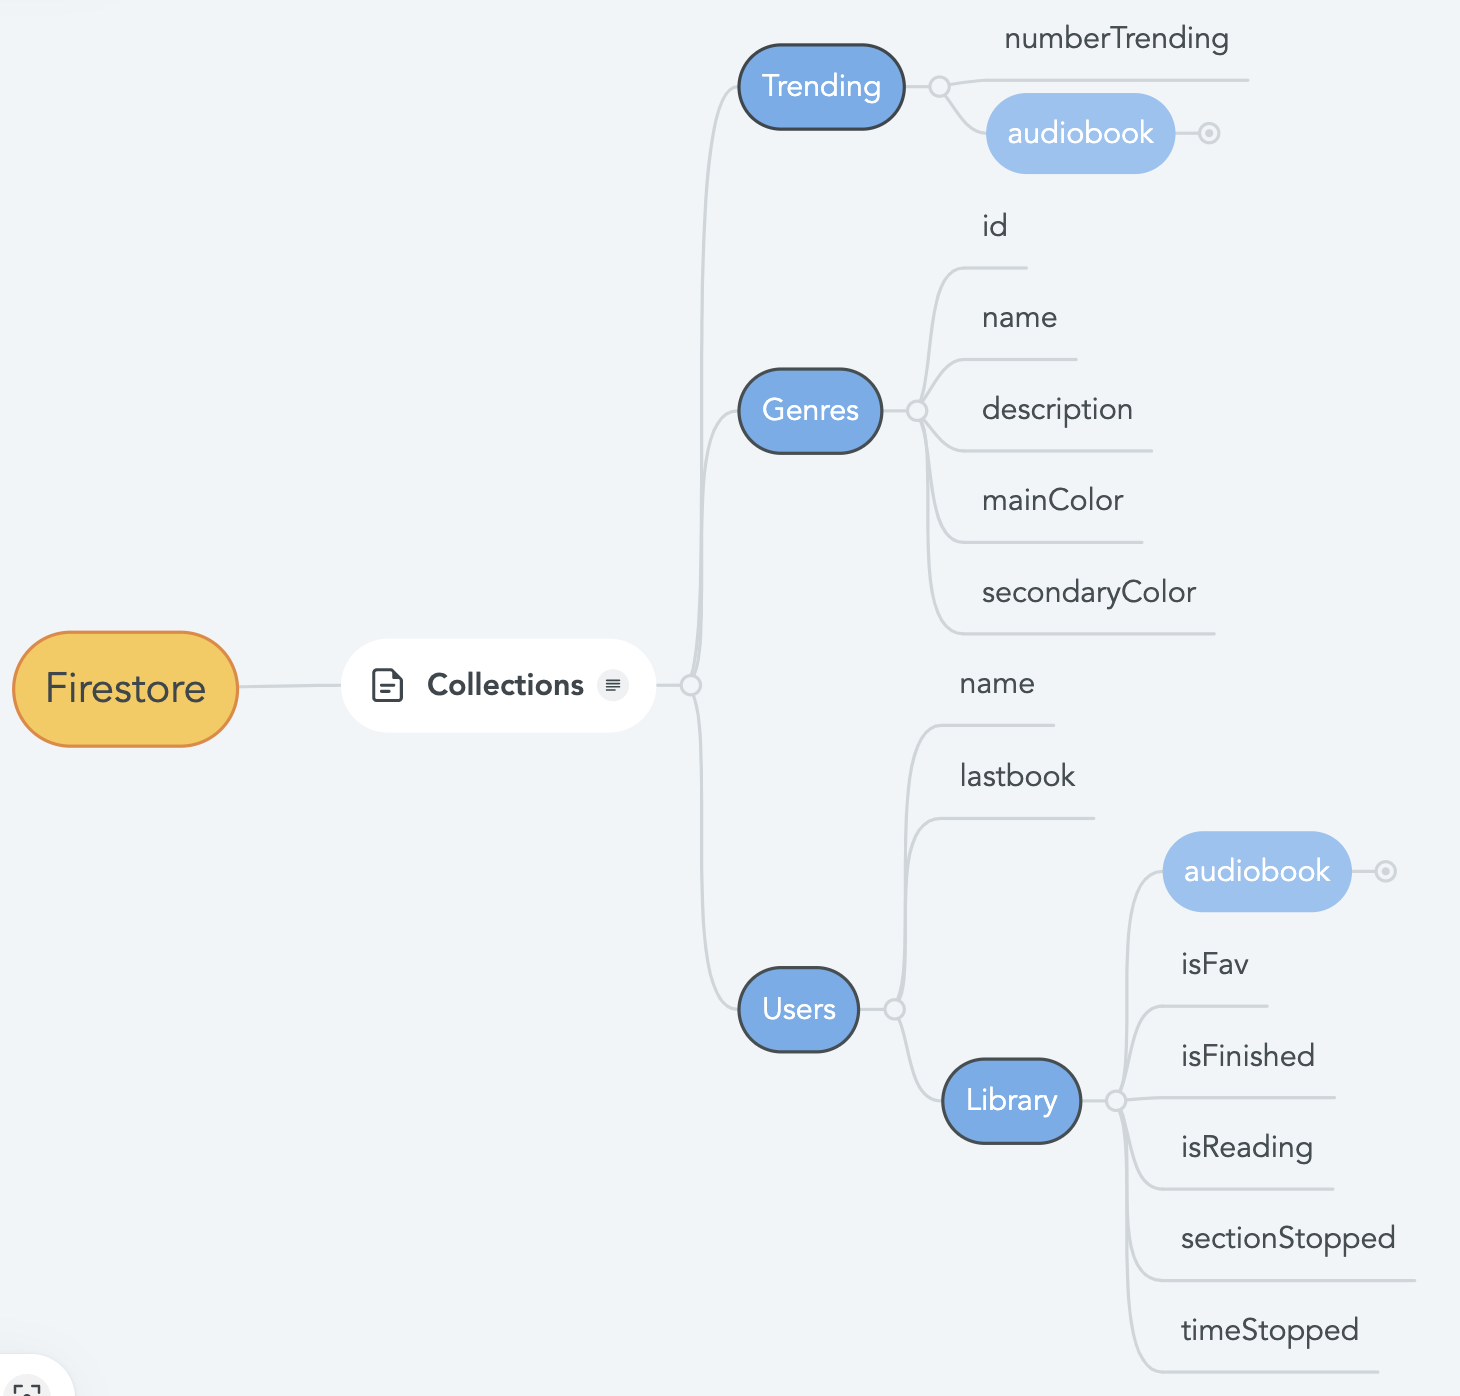 Firestore
Collections
Trending
numberTrending
audiobook
Genres
id
name
description
mainColor
secondaryColor
Users
name
lastbook
Library
audiobook
isFav
isFinished
isReading
sectionStopped
timeStopped